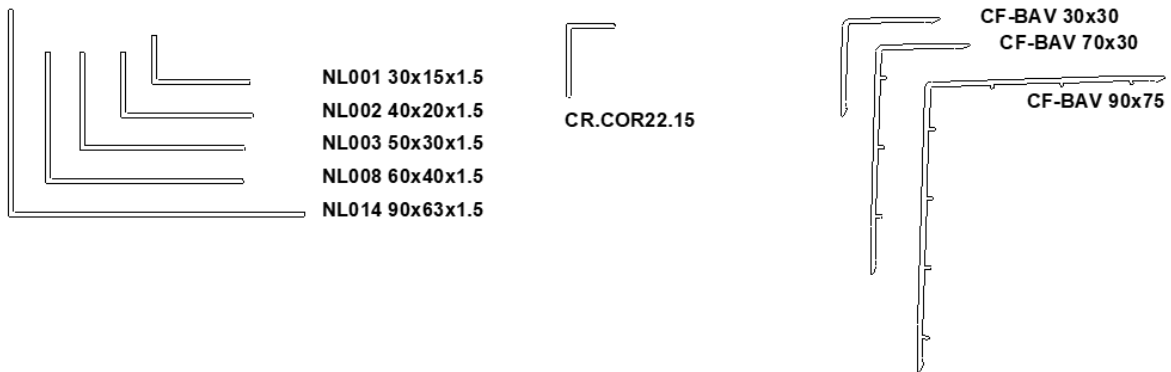 NL001 30x15x1.5
NL002 40x20x1.5
NL003 50x30x1.5
NL008 60x40x1.5
NL014 90x63x1.5
CR.COR22.15
CF-BAV 30x30
CF-BAV 70x30
CF-BAV 90x75